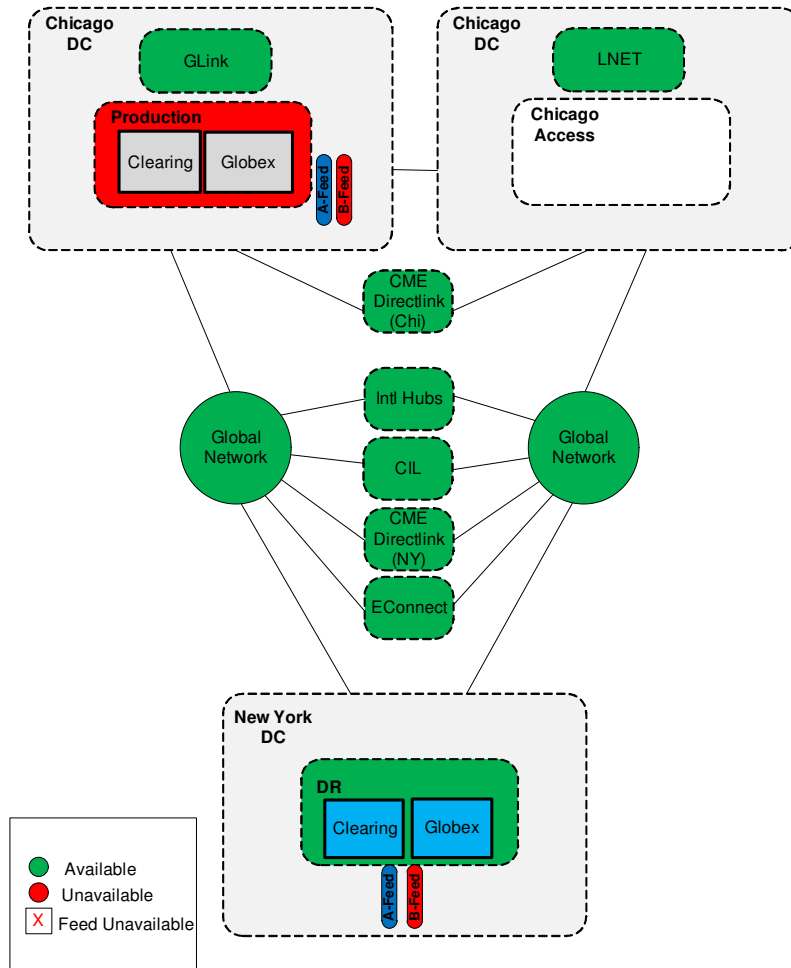 Chicago
DC
GLink
Production
Clearing
Globex
A-Feed
B-Feed
Chicago
DC
LNET
Chicago
Access
CME
Directlink
(Chi)
Global
Network
Intl Hubs
CIL
CME
Directlink
(NY)
EConnect
Global
Network
New York
DC
DR
Clearing
Globex
A-Feed
B-Feed
Available
Unavailable
X Feed Unavailable